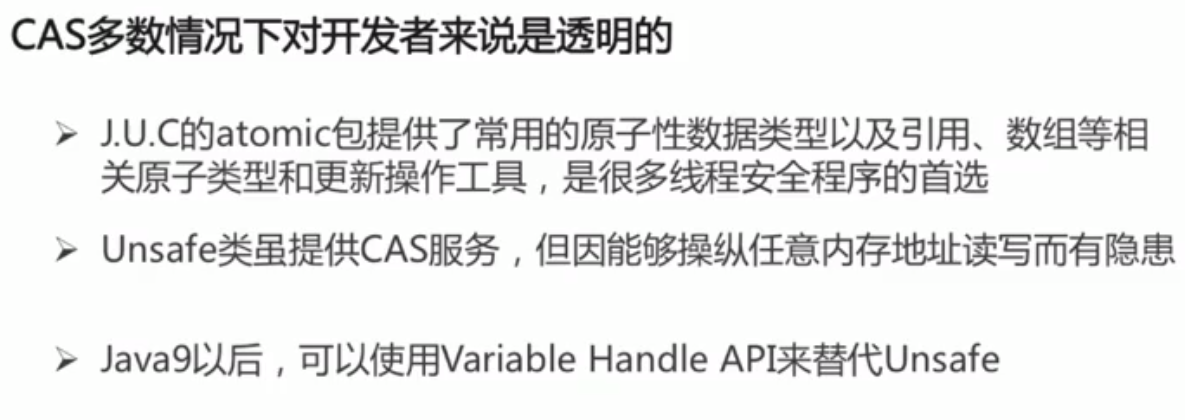 CAS多数情况下对开发者来说是透明的
➢ J.U.C的atomic包提供了常用的原子性数据类型以及引用、数组等相
关原子类型和更新操作工具，是很多线程安全程序的首选
➢ Unsafe类虽提供CAS服务，但因能够操纵任意内存地址读写而有隐患
➢ Java9以后，可以使用Variable Handle API来替代Unsafe